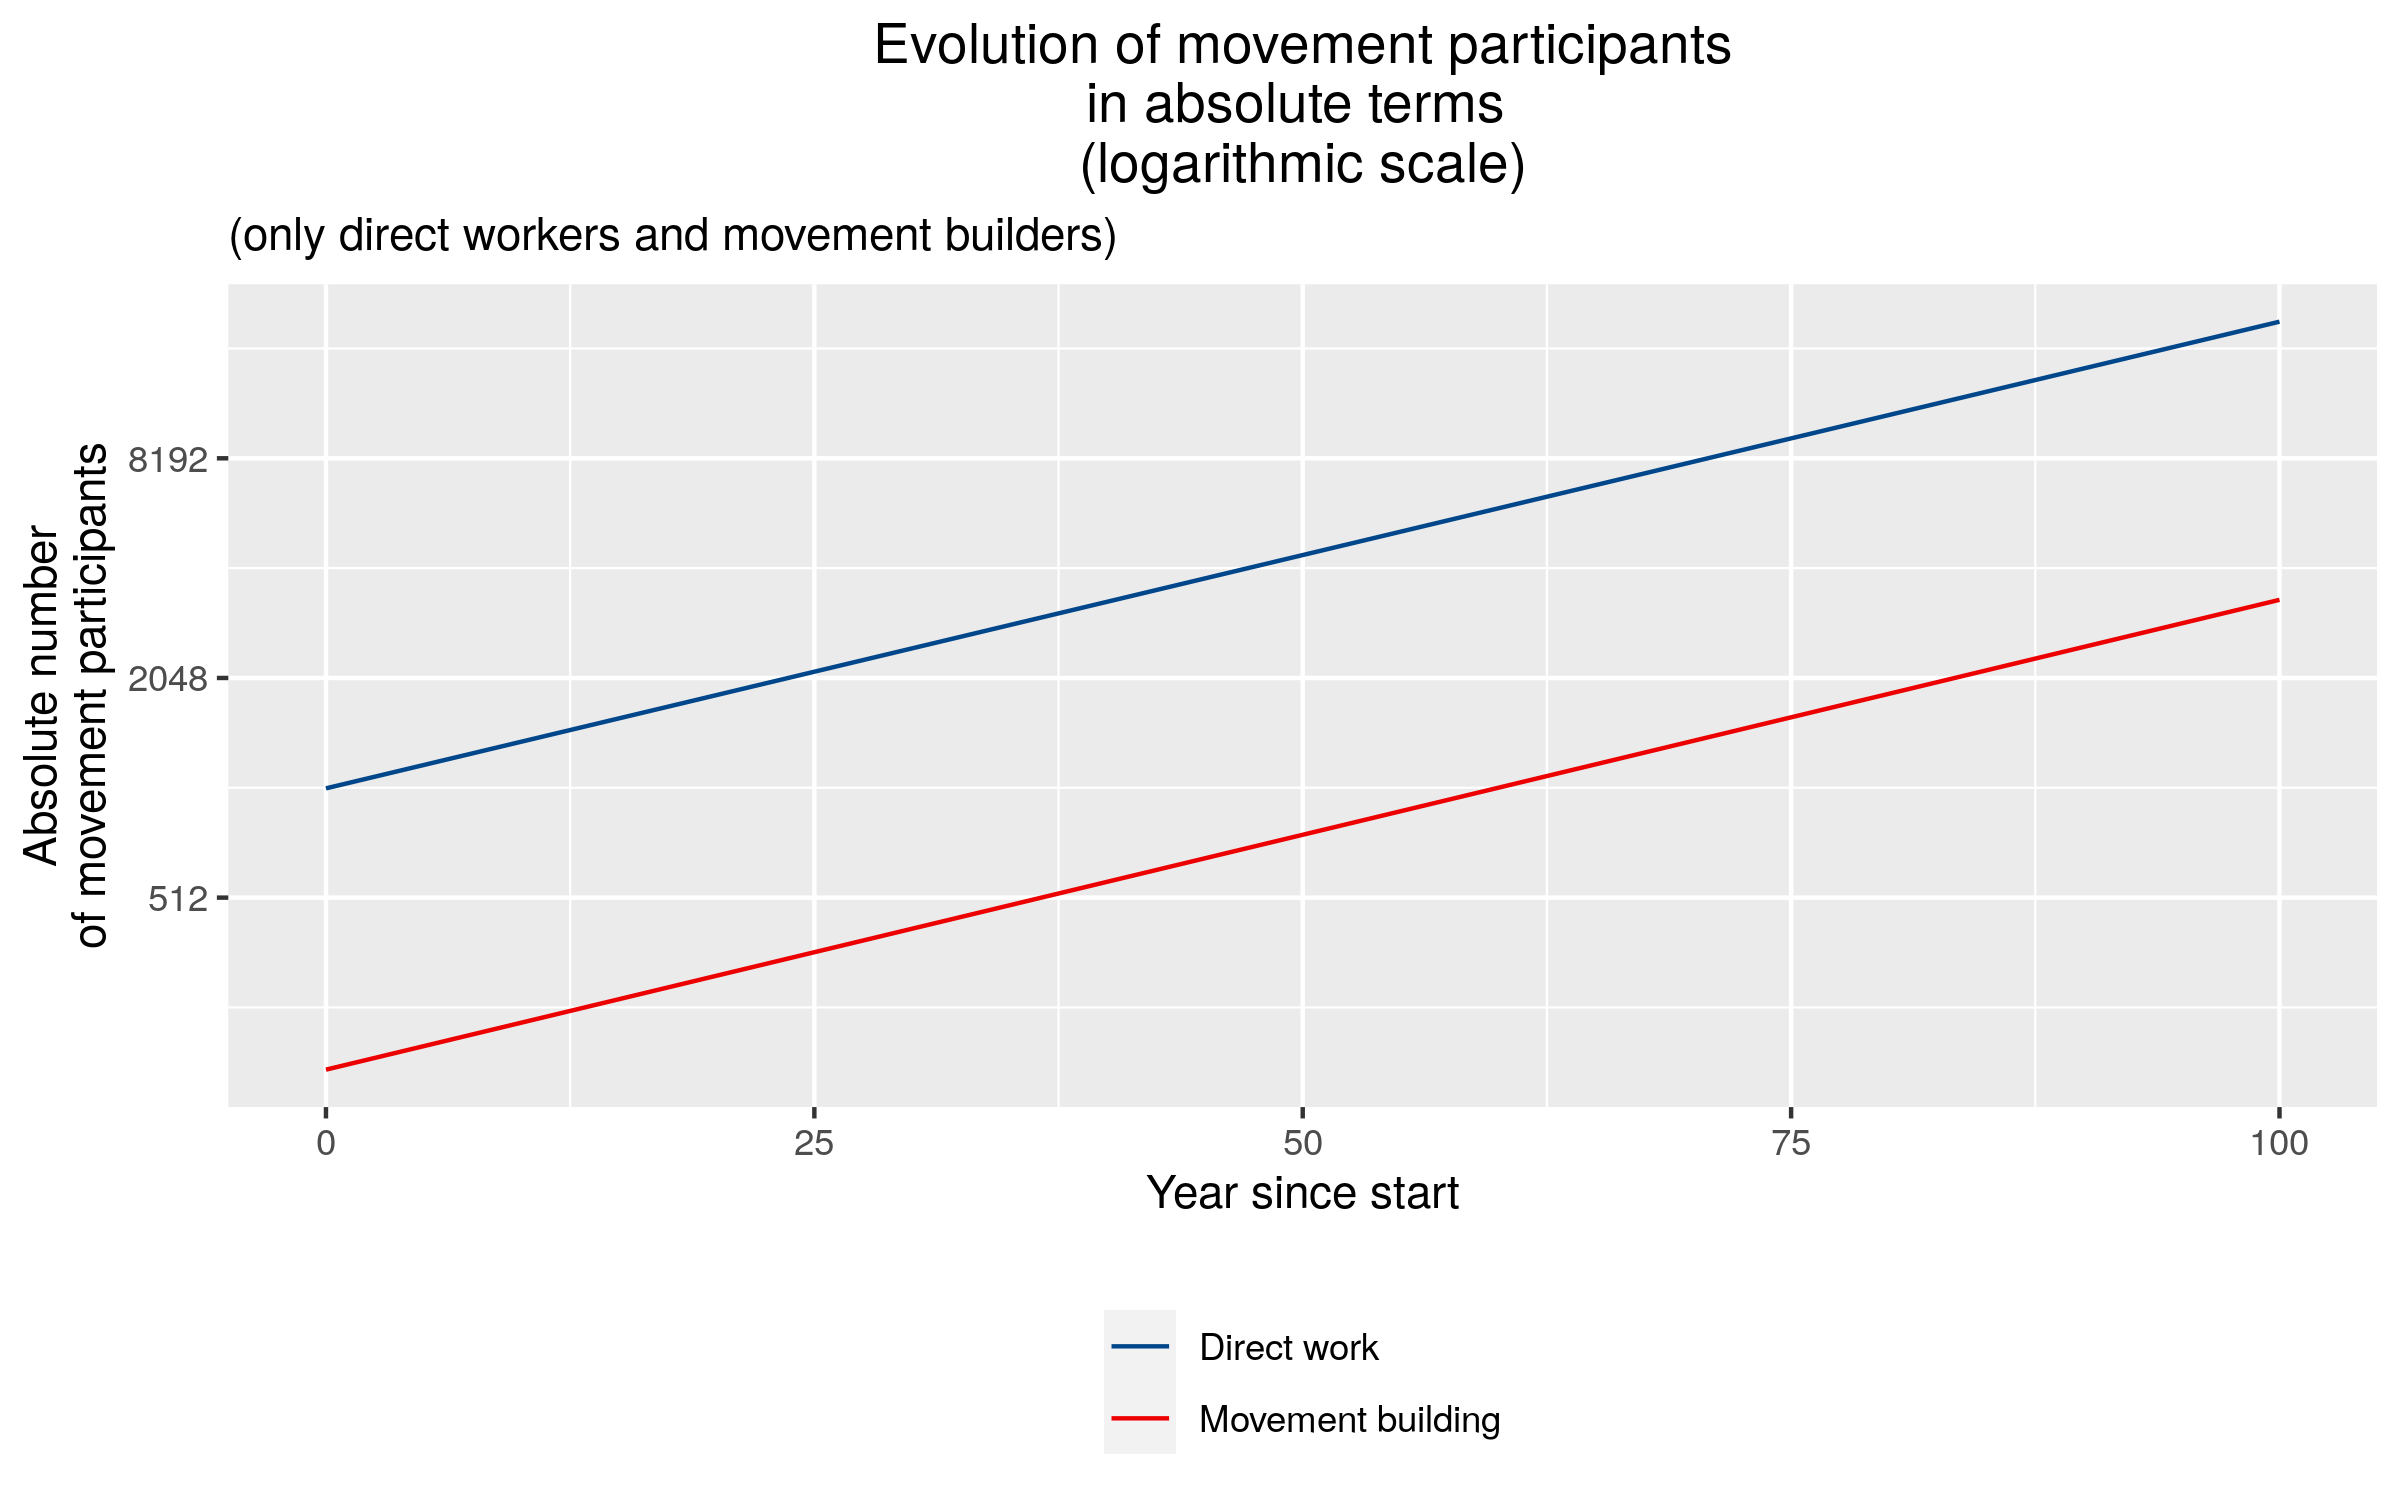 Evolution of movement participants
in absolute terms
(logarithmic scale)
(only direct workers and movement builders)
Absolute number
of movement participants
8192
2048
512
0
25
50
75
100
Year since start
Direct work
Movement building